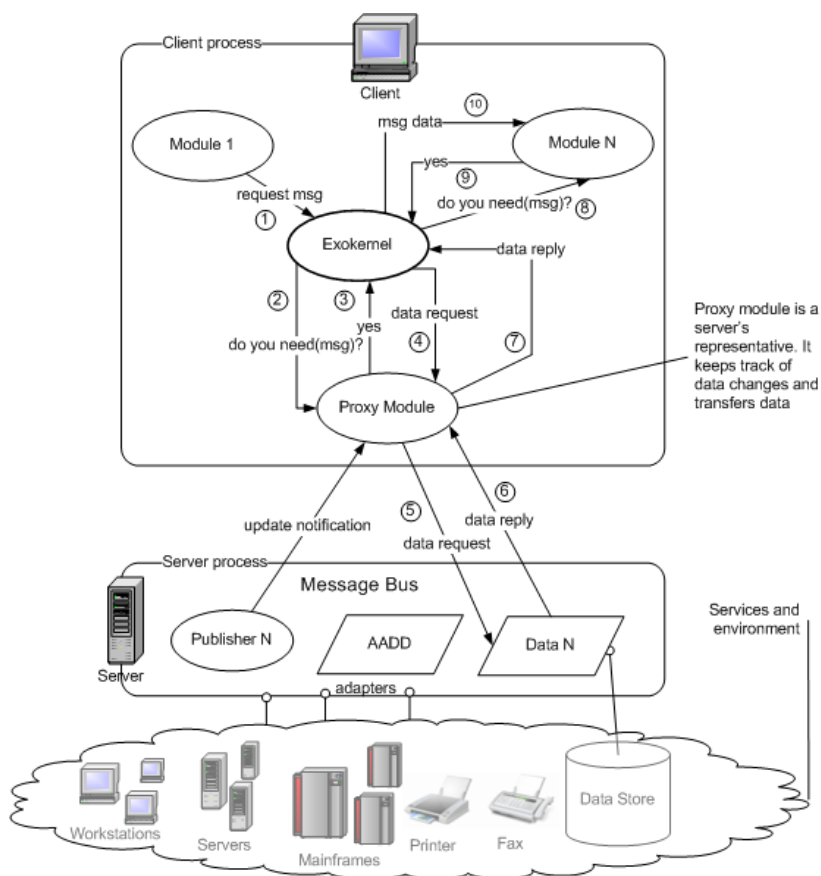 Client process
Client
⑩
msg data
Module 1
Module N
yes
⑨
request msg
do you need(msg)?
⑧
①
Exokernel
data reply
②
③
data request
④
⑦
yes
do you need(msg)?
Proxy Module
Proxy module is a
server's
representative. It
keeps track of
data changes and
transfers data
⑥
⑤
update notification
data reply
data request
Server process
Message Bus
Publisher N
AADD
Data N
Server
adapters
Services and
environment
Workstations
Servers
Mainframes
Printer
Fax
Data Store